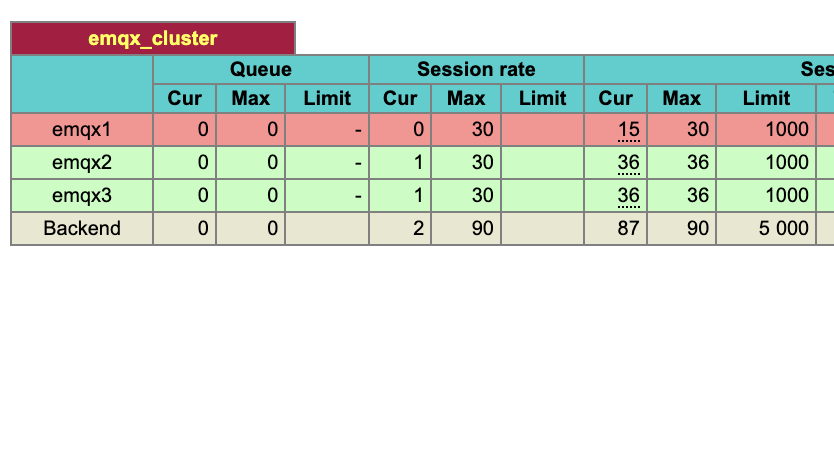 emqx_cluster
Queue Session rate Ses
Cur Max Limit Cur Max Limit Cur Max Limit
emqx1 0 0 - 0 30 15 30 1000
emqx2 0 0 - 1 30 36 36 1000
emqx3 0 0 - 1 30 36 36 1000
Backend 0 0 2 90 87 90 5 000